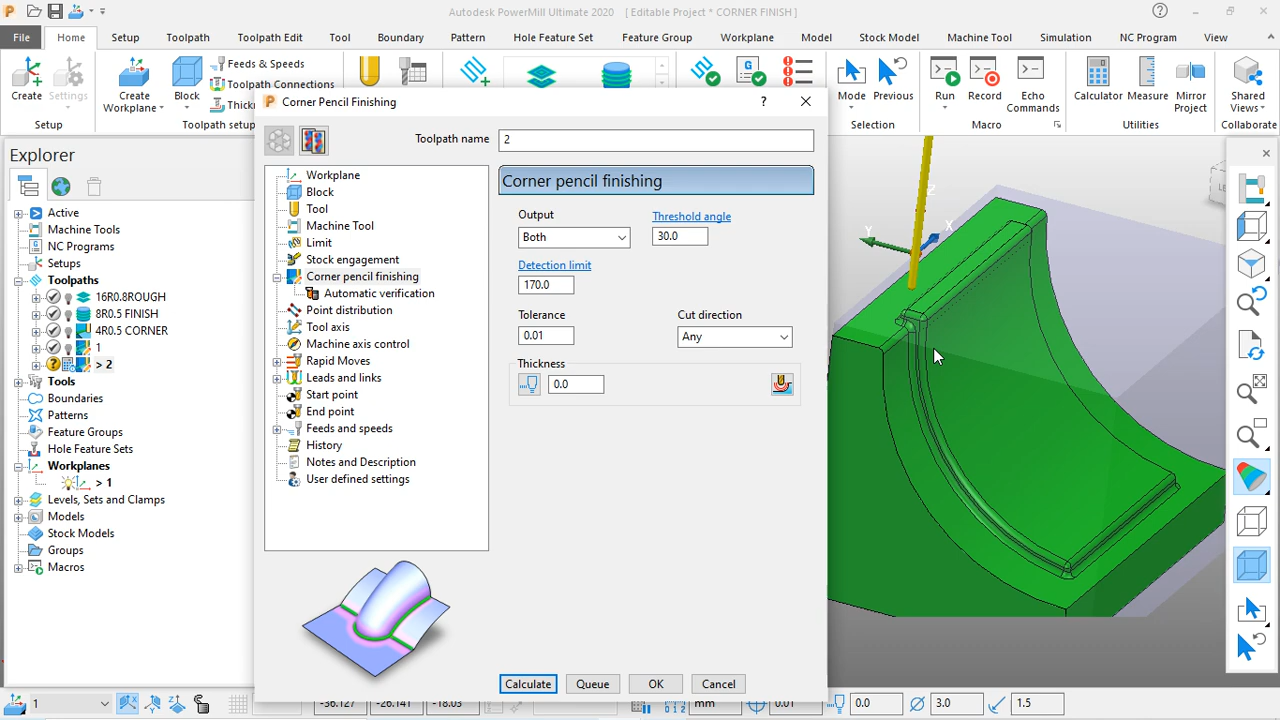 Autodesk PowerMill Ultimate 2020 [ Editable Project * CORNER FINISH ]
File Home Setup Toolpath Toolpath Edit Tool Boundary Pattern Hole Feature Set Feature Group Workplane Model Stock Model Machine Tool Simulation NC Program View
Create
Settings
Setup
Create
Workplane
Block
Feeds & Speeds
Toolpath Connections
Toolpath
Mode
Previous
Selection
Run
Record
Echo
Commands
Macro
Calculator
Measure
Mirror
Project
Utilities
Shared
Views
Collaborate
Explorer
Active
Machine Tools
NC Programs
Setups
Toolpaths
16R0.8ROUGH
8R0.5 FINISH
4R0.5 CORNER
1
> 2
Tools
Boundaries
Patterns
Feature Groups
Hole Feature Sets
Workplanes
> 1
Levels, Sets and Clamps
Models
Stock Models
Groups
Macros
Corner Pencil Finishing
?
Toolpath name 2
Workplane
Block
Tool
Machine Tool
Limit
Stock engagement
Corner pencil finishing
Automatic verification
Point distribution
Tool axis
Machine axis control
Rapid Moves
Leads and links
Start point
End point
Feeds and speeds
History
Notes and Description
User defined settings
Corner pencil finishing
Output
Both
Threshold angle
30.0
Detection limit
170.0
Tolerance
0.01
Cut direction
Any
Thickness
0.0
Calculate Queue OK Cancel
Z
X
Y
1
-36.127 -26.141 -18.03 mm 0.01 0.0 3.0 1.5